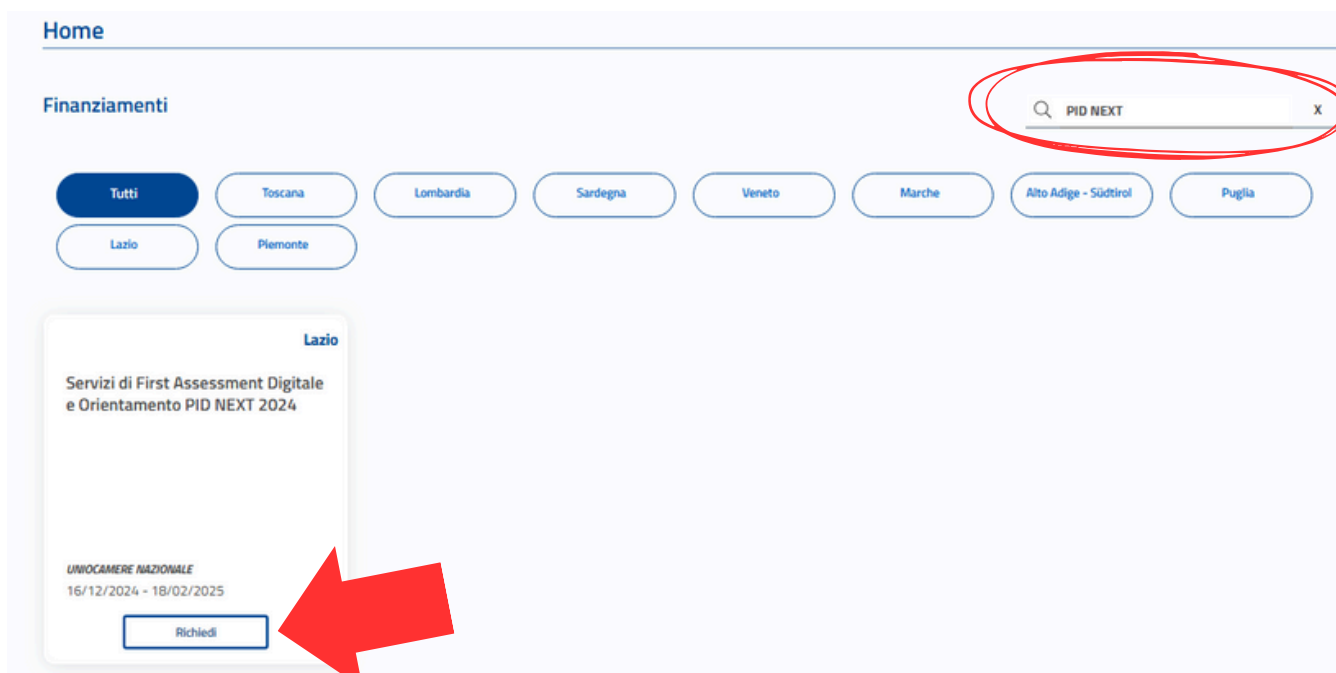 Home
Finanziamenti
PID NEXT X
Tutti Toscana Lombardia Sardegna Veneto Marche Alto Adige - Südtirol Puglia
Lazio Piemonte
Lazio
Servizi di First Assessment Digitale
e Orientamento PID NEXT 2024
UNIOCAMERE NAZIONALE
16/12/2024 - 18/02/2025
Richiedi